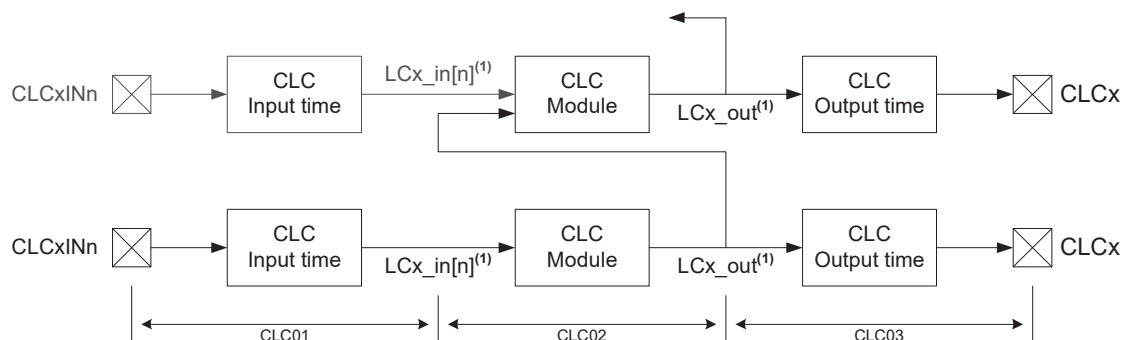 CLCxINn
CLC
Input time
LCx_in[n](1)
CLC
Module
LCx_out(1)
CLC
Output time
CLCx
CLCxINn
CLC
Input time
LCx_in[n](1)
CLC
Module
LCx_out(1)
CLC
Output time
CLCx
CLC01
CLC02
CLC03